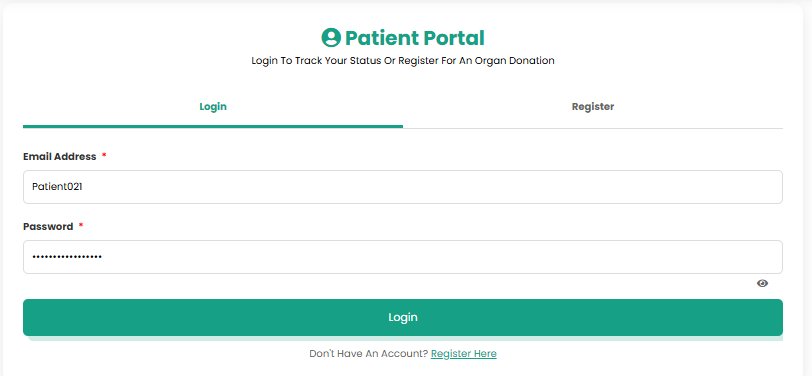 Patient Portal
Login To Track Your Status Or Register For An Organ Donation
Login Register
Email Address *
Patient021
Password *
•••••••••••••••••
Login
Don't Have An Account? Register Here